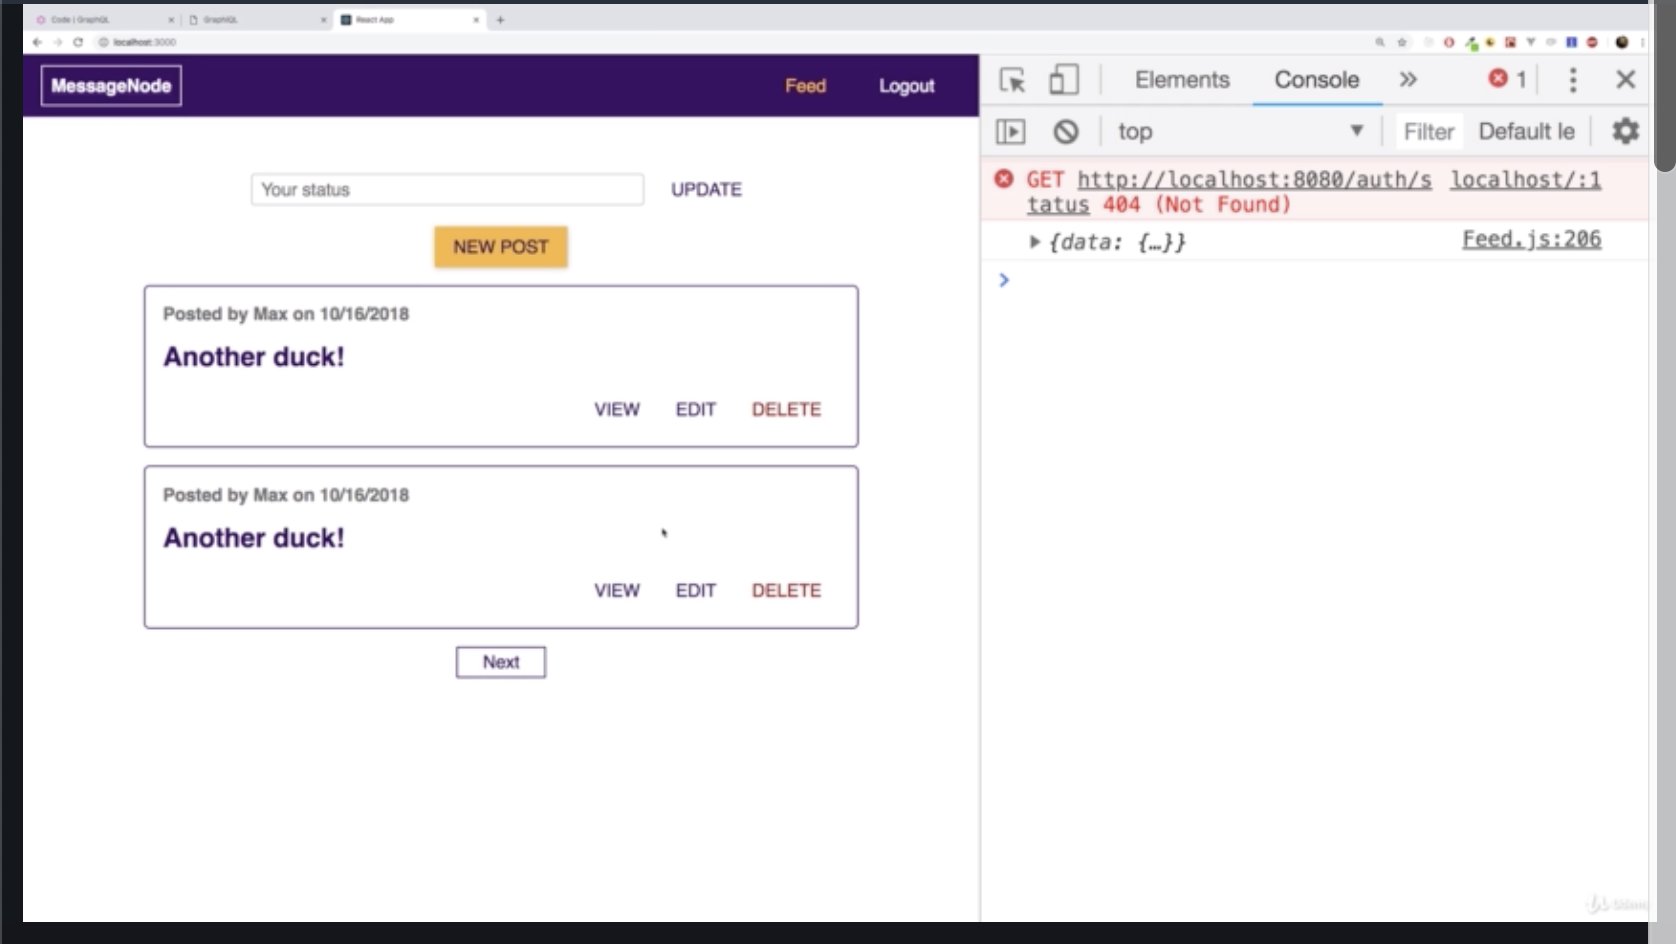 Code | GraphQL
GraphiQL
React App
localhost:3000
MessageNode
Feed
Logout
Your status
UPDATE
NEW POST
Posted by Max on 10/16/2018
Another duck!
VIEW EDIT DELETE
Posted by Max on 10/16/2018
Another duck!
VIEW EDIT DELETE
Next
Elements Console » 1
top Filter Default le
GET http://localhost:8080/auth/s localhost/:1
tatus 404 (Not Found)
{data: {…}} Feed.js:206
Udemy